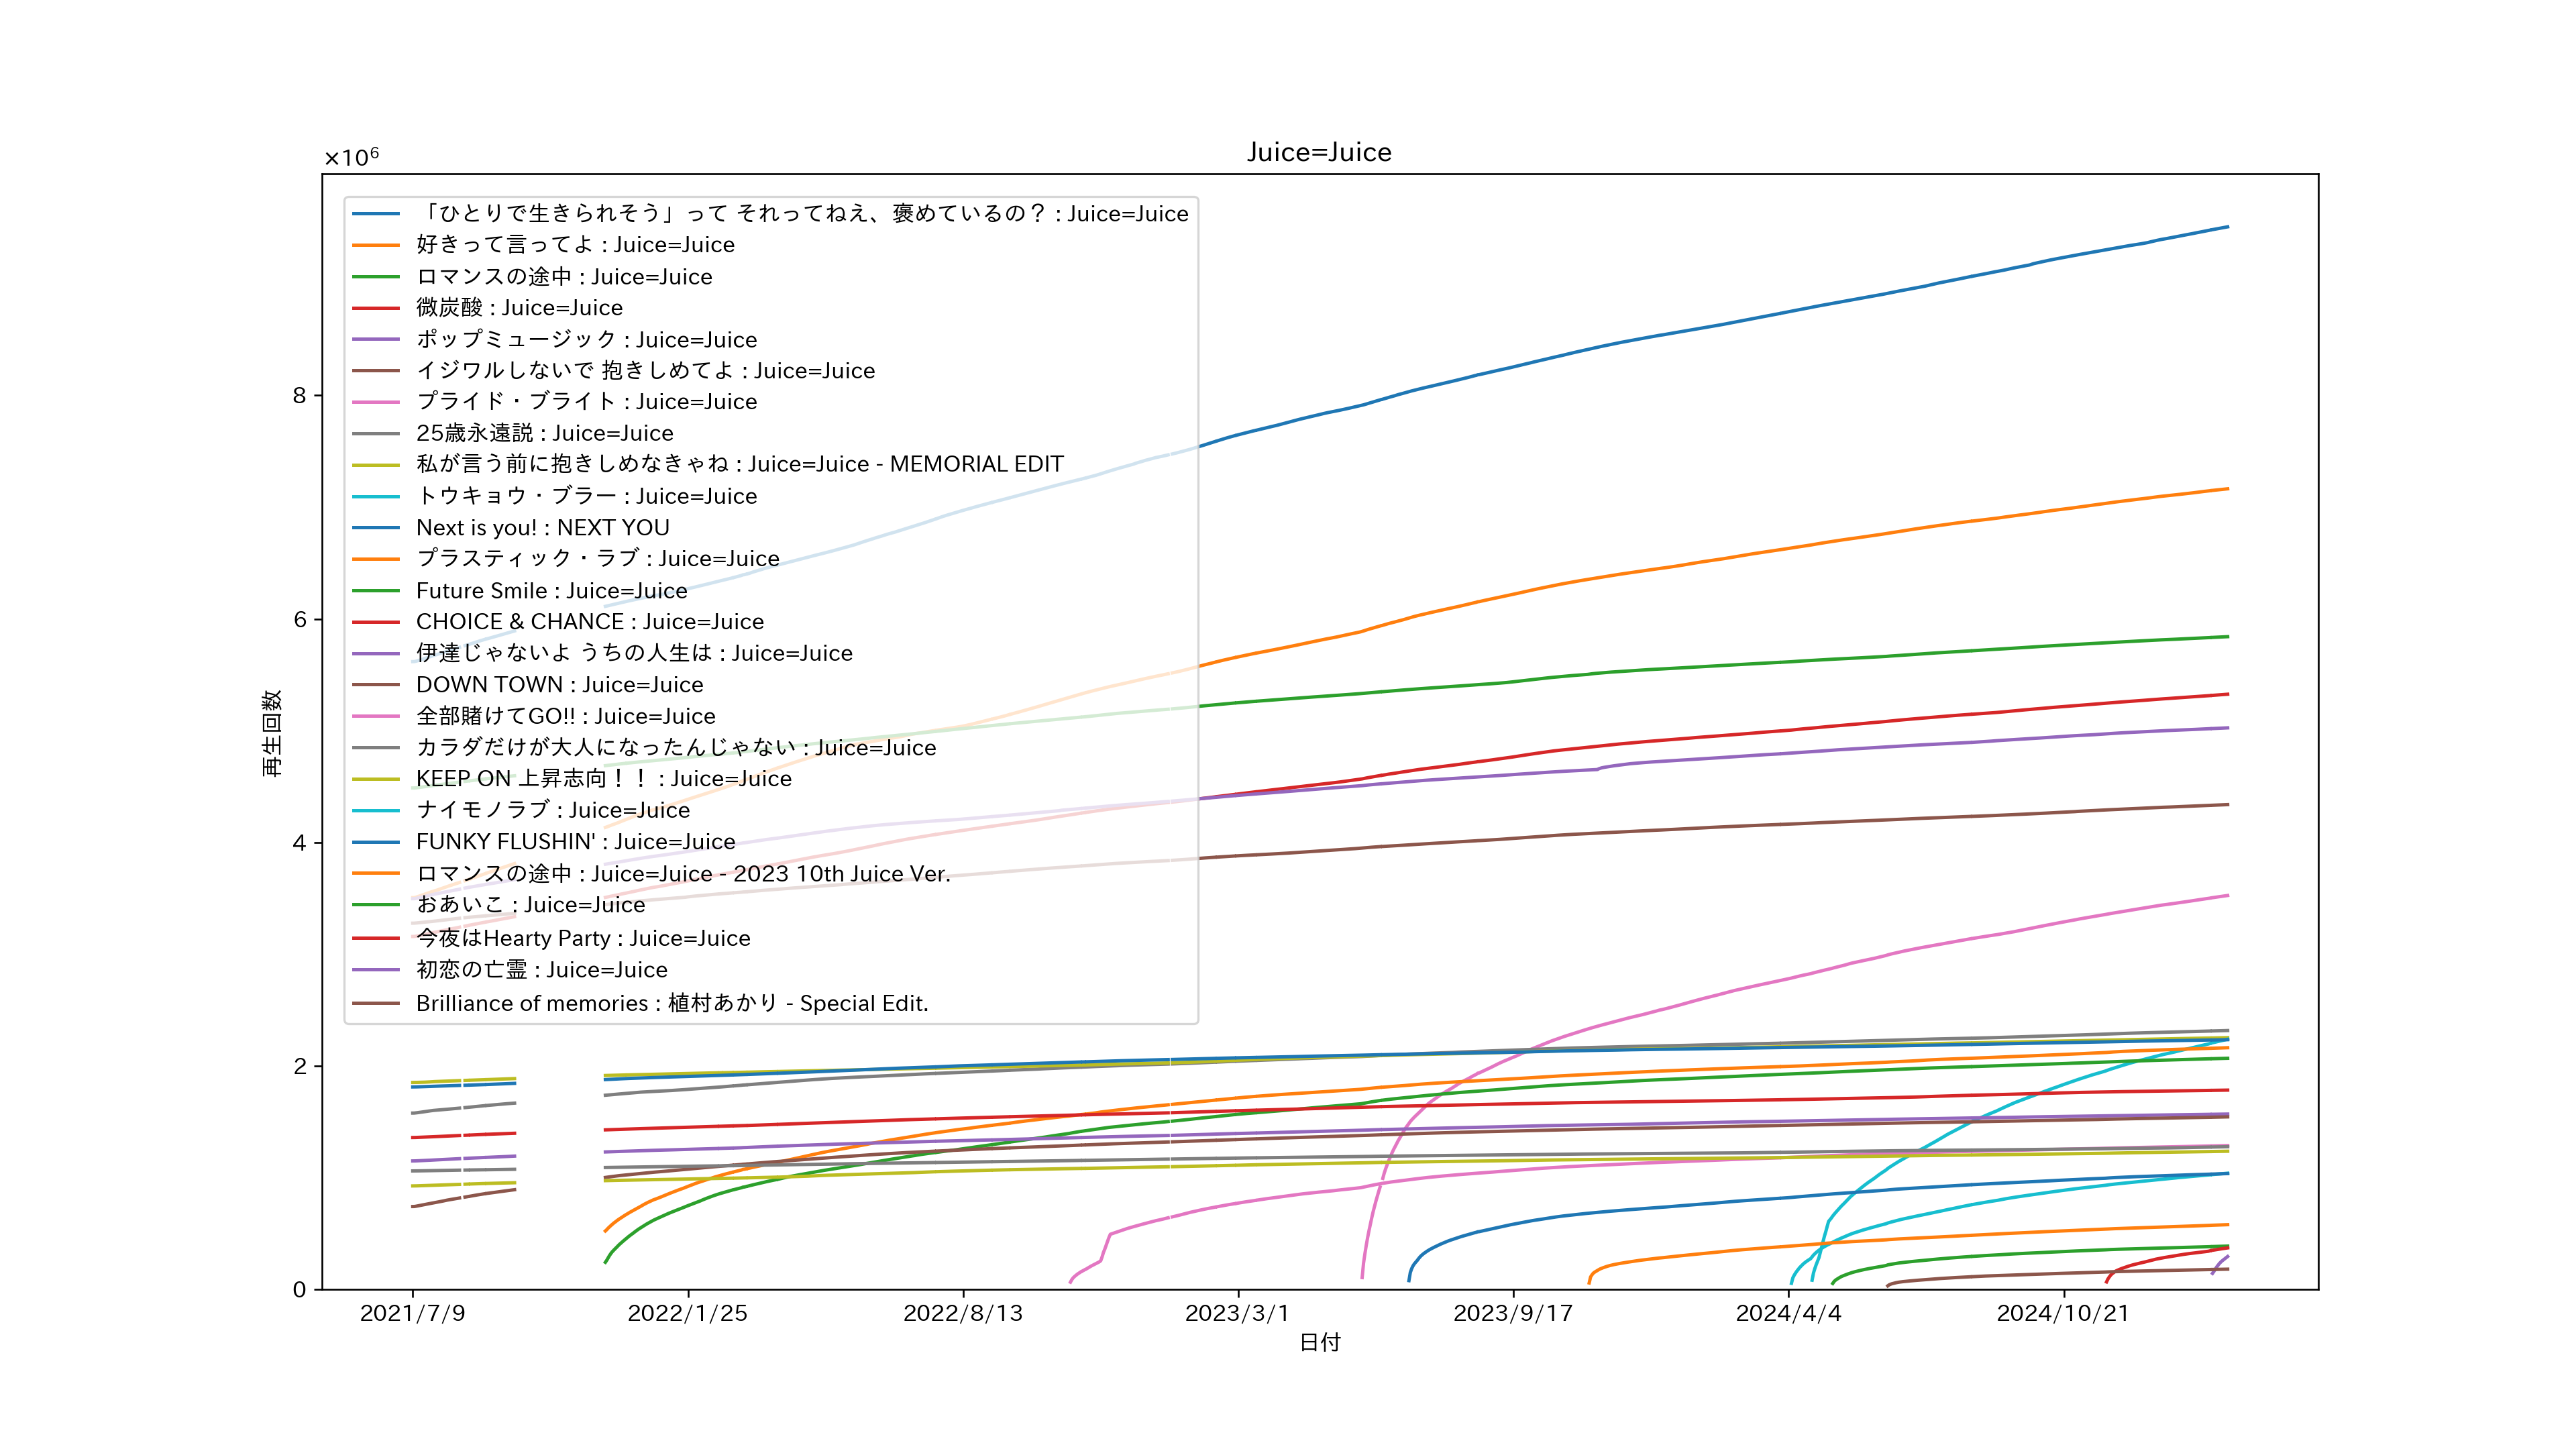 Juice=Juice
×10⁶
「ひとりで生きられそう」って それってねえ、褒めているの？ : Juice=Juice
好きって言ってよ : Juice=Juice
ロマンスの途中 : Juice=Juice
微炭酸 : Juice=Juice
ポップミュージック : Juice=Juice
イジワルしないで 抱きしめてよ : Juice=Juice
プライド・ブライト : Juice=Juice
25歳永遠説 : Juice=Juice
私が言う前に抱きしめなきゃね : Juice=Juice - MEMORIAL EDIT
トウキョウ・ブラー : Juice=Juice
Next is you! : NEXT YOU
プラスティック・ラブ : Juice=Juice
Future Smile : Juice=Juice
CHOICE & CHANCE : Juice=Juice
伊達じゃないよ うちの人生は : Juice=Juice
DOWN TOWN : Juice=Juice
全部賭けてGO!! : Juice=Juice
カラダだけが大人になったんじゃない : Juice=Juice
KEEP ON 上昇志向！！ : Juice=Juice
ナイモノラブ : Juice=Juice
FUNKY FLUSHIN' : Juice=Juice
ロマンスの途中 : Juice=Juice - 2023 10th Juice Ver.
おあいこ : Juice=Juice
今夜はHearty Party : Juice=Juice
初恋の亡霊 : Juice=Juice
Brilliance of memories : 植村あかり - Special Edit.
再生回数
8
6
4
2
0
2021/7/9
2022/1/25
2022/8/13
2023/3/1
2023/9/17
2024/4/4
2024/10/21
日付